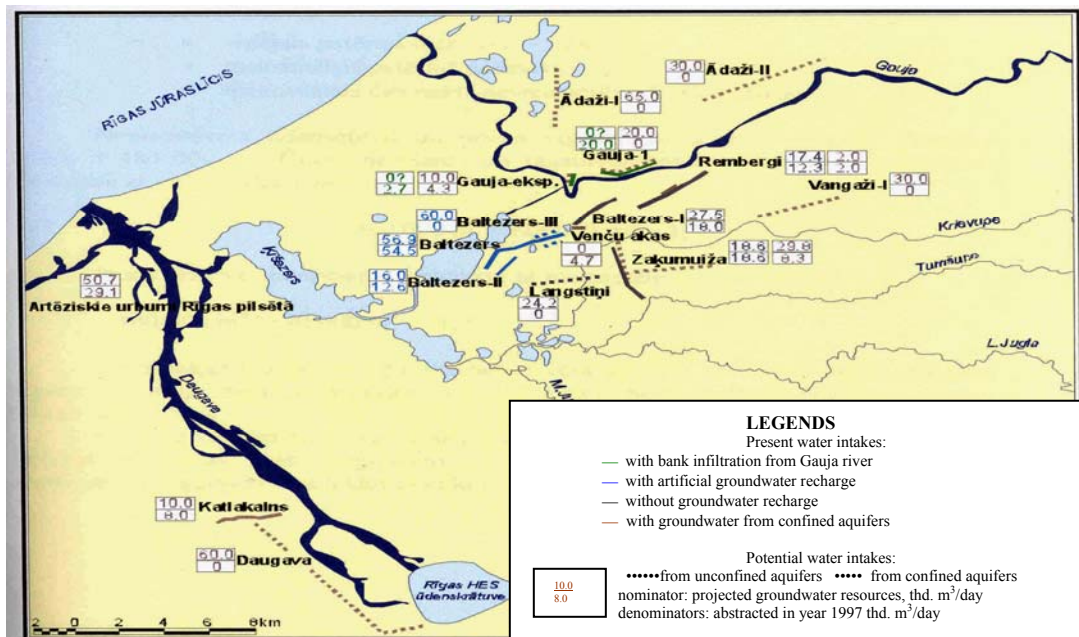 RĪGAS JŪRASLĪCIS
30.0
0
Ādaži-II
Gauja
Ādaži-I
65.0
0
0?
20.0
20.0
0
Gauja-1
Rembergi
17.4
12.3
2.0
2.0
0?
2.7
10.0
4.3
Gauja-eksp.
Vangaži-I
30.0
0
60.0
0
Baltezers-III
Baltezers-I
27.5
18.0
Krievupe
56.9
54.5
Baltezers
Venču akas
0
4.7
Zaķumuiža
18.6
18.6
29.8
8.3
Tumšupe
Ķīšezers
16.0
12.6
Baltezers-II
Langstiņi
24.2
0
50.7
29.1
Artēziskie urbumi Rīgas pilsētā
L.Jugla
Daugava
10.0
8.0
Katlakalns
60.0
0
Daugava
Rīgas HES
ūdenskrātuve
2 0 2 4 6 8km
LEGENDS
Present water intakes:
with bank infiltration from Gauja river
with artificial groundwater recharge
without groundwater recharge
with groundwater from confined aquifers
Potential water intakes:
from unconfined aquifers from confined aquifers
10.0
8.0
nominator: projected groundwater resources, thd. m³/day
denominators: abstracted in year 1997 thd. m³/day